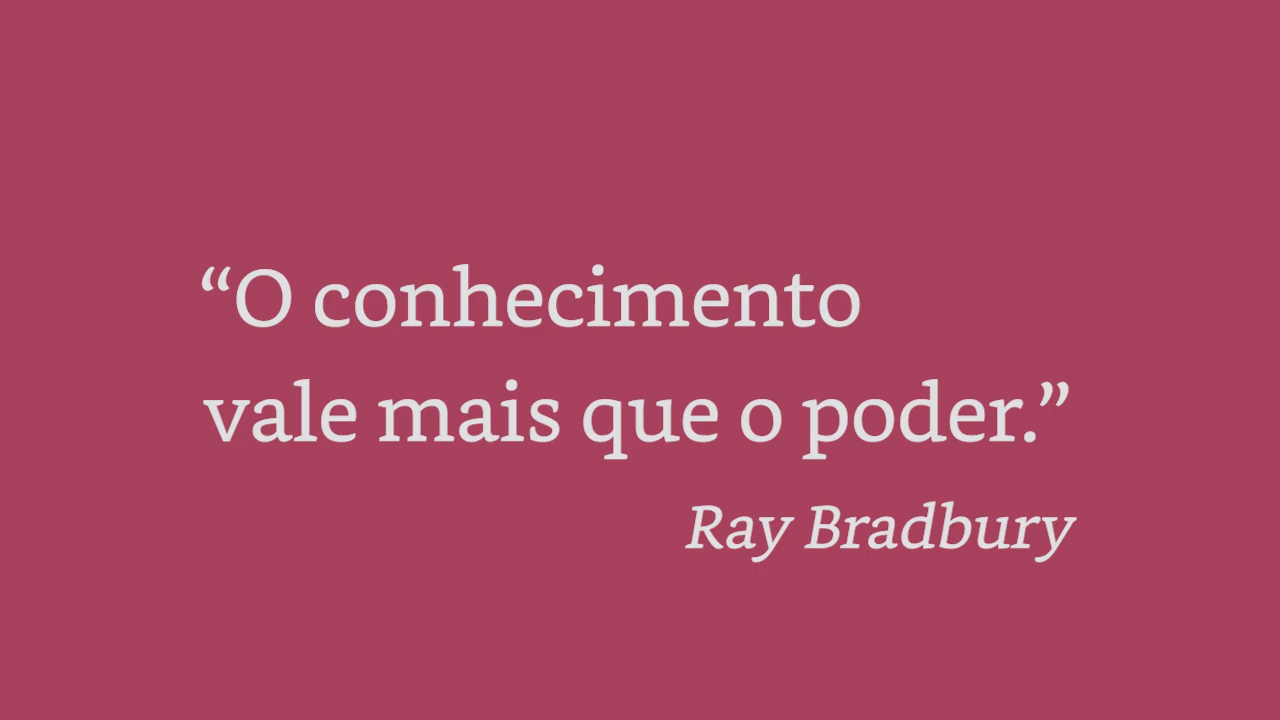 “O conhecimento
vale mais que o poder.”
Ray Bradbury